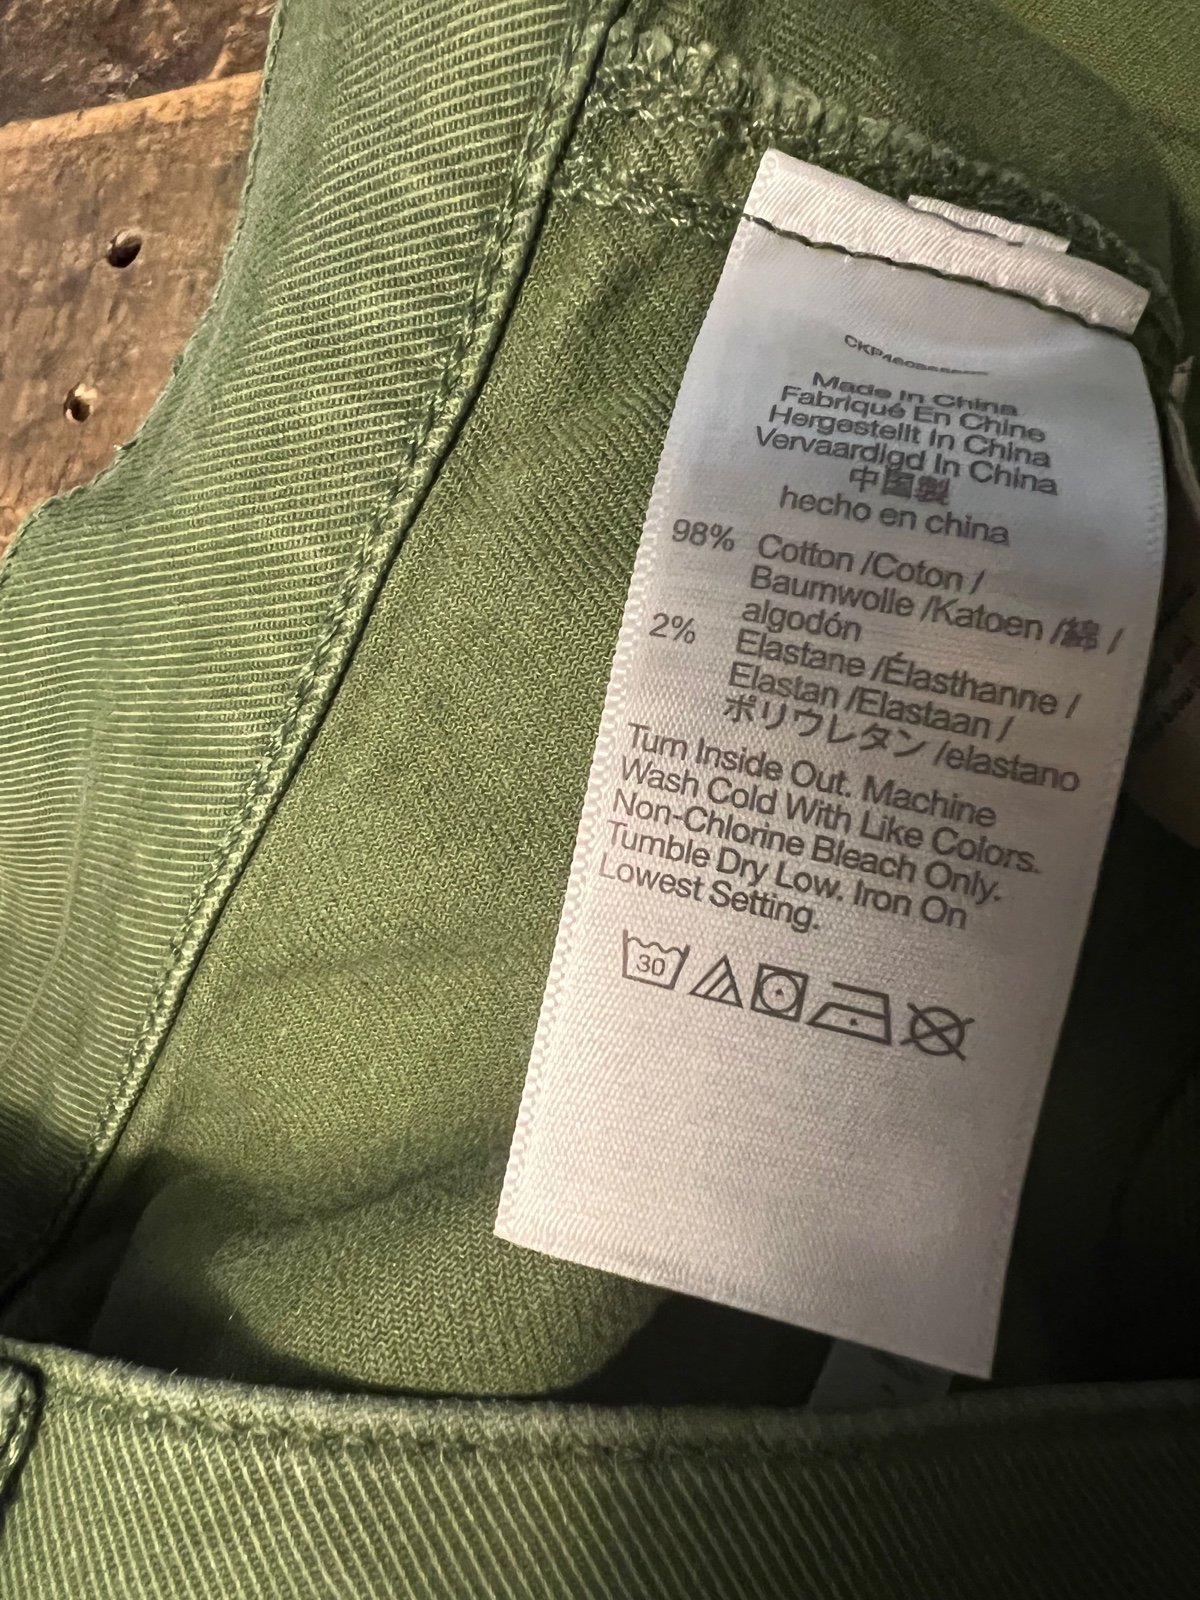 Made In China
Fabriqué En Chine
Hergestellt In China
Vervaardigd In China
中国製
hecho en china
98% Cotton /Coton /
Baumwolle /Katoen /綿 /
algodón
2% Elastane /Élasthanne /
Elastan /Elastaan /
ポリウレタン /elastano
Turn Inside Out. Machine
Wash Cold With Like Colors.
Non-Chlorine Bleach Only.
Tumble Dry Low. Iron On
Lowest Setting.
30